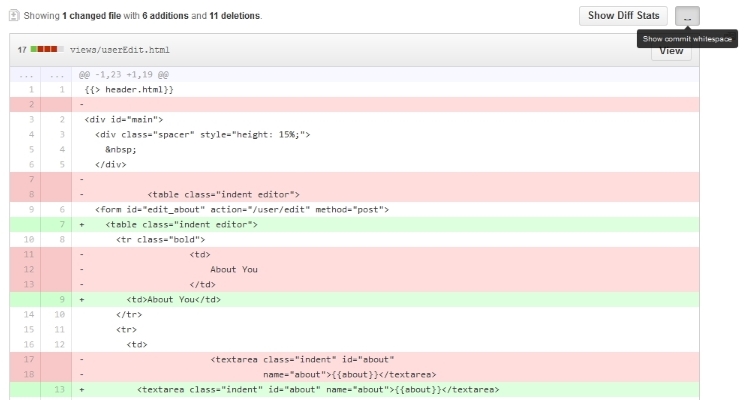 Showing 1 changed file with 6 additions and 11 deletions.
Show Diff Stats
Show commit whitespace
17 views/userEdit.html
View
... ... @@ -1,23 +1,19 @@
1 1 {{> header.html}}
2 -
3 2 <div id="main">
4 3 <div class="spacer" style="height: 15%;">
5 4 &nbsp;
6 5 </div>
7 -
8 - <table class="indent editor">
9 6 <form id="edit_about" action="/user/edit" method="post">
7 + <table class="indent editor">
10 8 <tr class="bold">
11 - <td>
12 - About You
13 - </td>
9 + <td>About You</td>
14 10 </tr>
15 11 <tr>
16 12 <td>
17 - <textarea class="indent" id="about"
18 - name="about">{{about}}</textarea>
13 + <textarea class="indent" id="about" name="about">{{about}}</textarea>